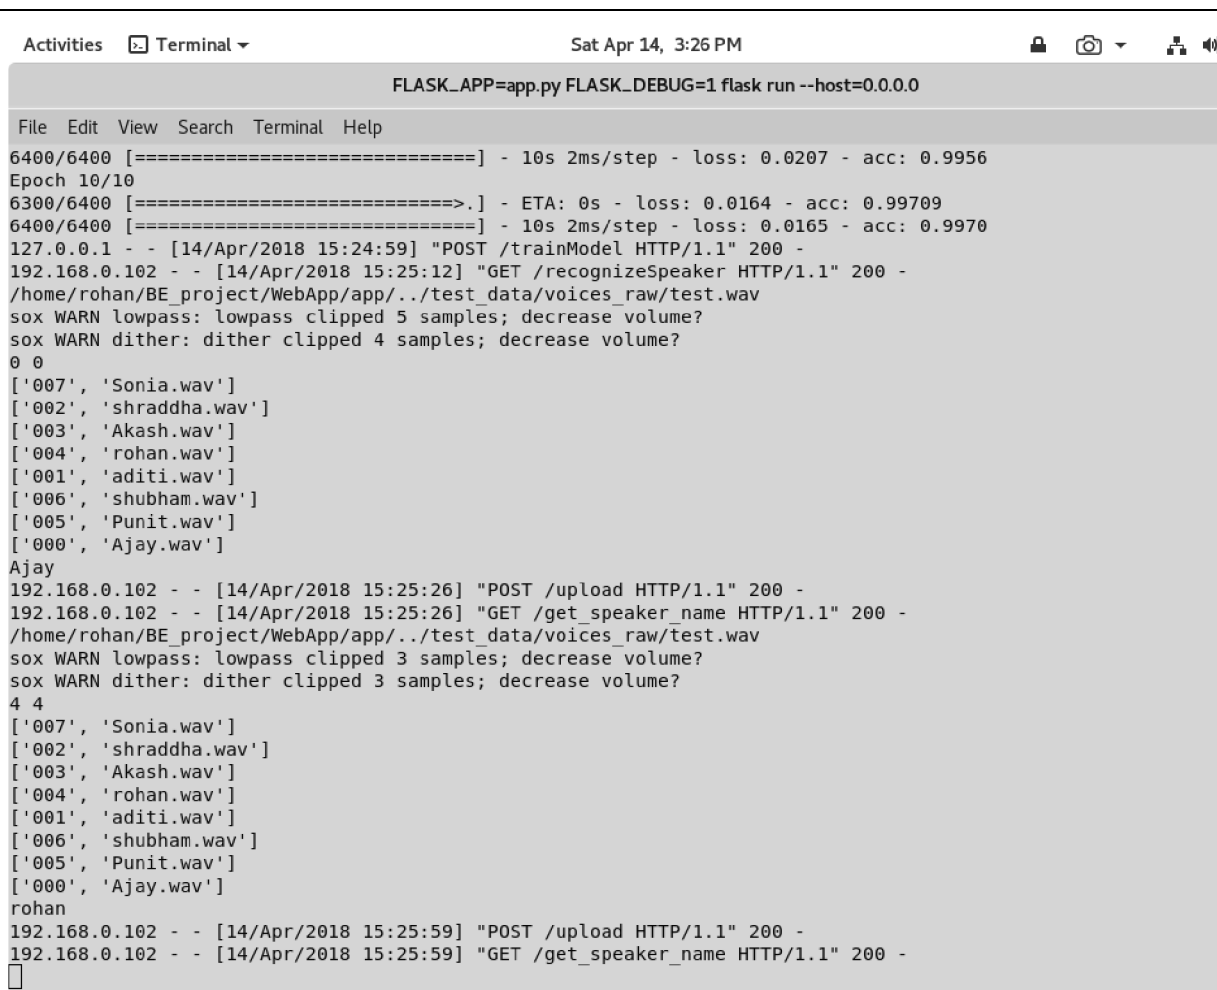 Activities Terminal Sat Apr 14, 3:26 PM
FLASK_APP=app.py FLASK_DEBUG=1 flask run --host=0.0.0.0
File Edit View Search Terminal Help
6400/6400 [==============================] - 10s 2ms/step - loss: 0.0207 - acc: 0.9956
Epoch 10/10
6300/6400 [============================>.] - ETA: 0s - loss: 0.0164 - acc: 0.99709
6400/6400 [==============================] - 10s 2ms/step - loss: 0.0165 - acc: 0.9970
127.0.0.1 - - [14/Apr/2018 15:24:59] "POST /trainModel HTTP/1.1" 200 -
192.168.0.102 - - [14/Apr/2018 15:25:12] "GET /recognizeSpeaker HTTP/1.1" 200 -
/home/rohan/BE_project/WebApp/app/../test_data/voices_raw/test.wav
sox WARN lowpass: lowpass clipped 5 samples; decrease volume?
sox WARN dither: dither clipped 4 samples; decrease volume?
0 0
['007', 'Sonia.wav']
['002', 'shraddha.wav']
['003', 'Akash.wav']
['004', 'rohan.wav']
['001', 'aditi.wav']
['006', 'shubham.wav']
['005', 'Punit.wav']
['000', 'Ajay.wav']
Ajay
192.168.0.102 - - [14/Apr/2018 15:25:26] "POST /upload HTTP/1.1" 200 -
192.168.0.102 - - [14/Apr/2018 15:25:26] "GET /get_speaker_name HTTP/1.1" 200 -
/home/rohan/BE_project/WebApp/app/../test_data/voices_raw/test.wav
sox WARN lowpass: lowpass clipped 3 samples; decrease volume?
sox WARN dither: dither clipped 3 samples; decrease volume?
4 4
['007', 'Sonia.wav']
['002', 'shraddha.wav']
['003', 'Akash.wav']
['004', 'rohan.wav']
['001', 'aditi.wav']
['006', 'shubham.wav']
['005', 'Punit.wav']
['000', 'Ajay.wav']
rohan
192.168.0.102 - - [14/Apr/2018 15:25:59] "POST /upload HTTP/1.1" 200 -
192.168.0.102 - - [14/Apr/2018 15:25:59] "GET /get_speaker_name HTTP/1.1" 200 -